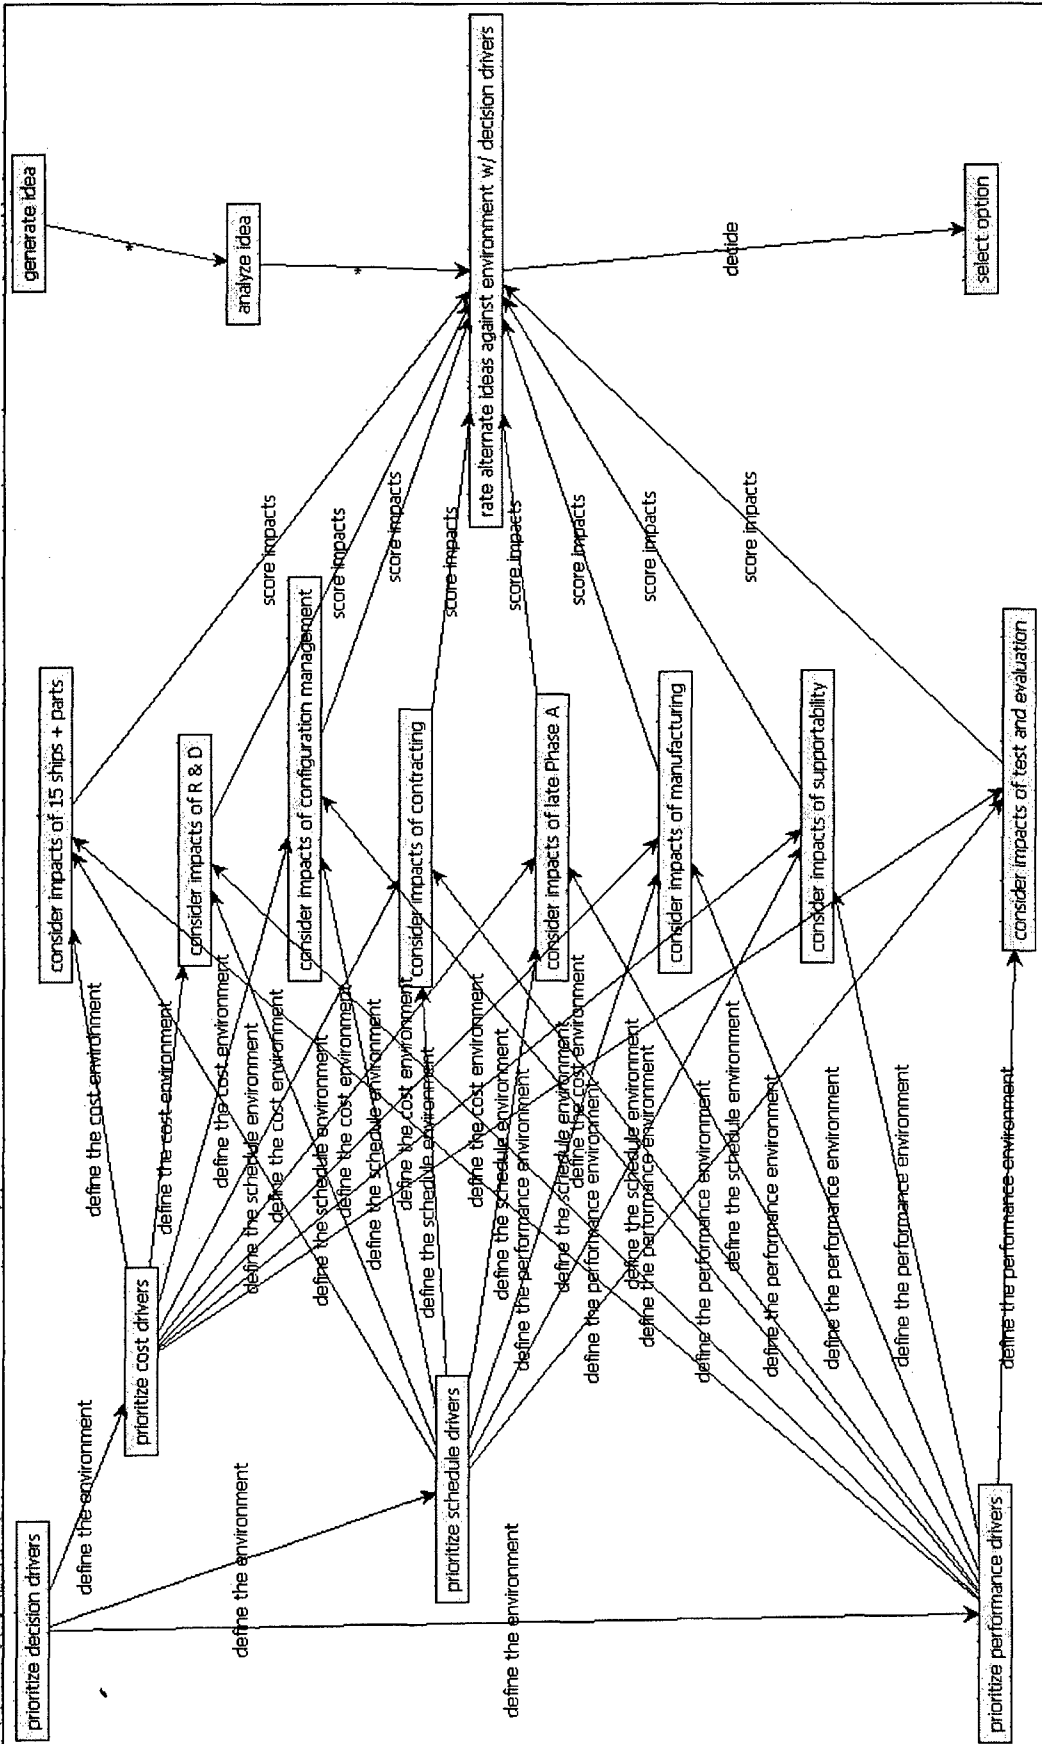 prioritize decision drivers
generate idea
consider impacts of 15 ships + parts
define the environment
define the cost environment
prioritize cost drivers
*
define the cost environment
consider impacts of R & D
define the cost environment
define the environment
analyze idea
define the schedule environment
score impacts
define the cost environment
consider impacts of configuration management
define the schedule environment
score impacts
define the cost environment
*
define the schedule environment
score impacts
define the cost environment
consider impacts of contracting
define the schedule environment
prioritize schedule drivers
score impacts
define the cost environment
rate alternate ideas against environment w/ decision drivers
define the schedule environment
define the environment
score impacts
define the performance environment
consider impacts of late Phase A
define the schedule environment
define the cost environment
score impacts
define the performance environment
define the schedule environment
define the performance environment
score impacts
consider impacts of manufacturing
define the performance environment
define the schedule environment
decide
score impacts
define the performance environment
consider impacts of supportability
define the performance environment
define the performance environment
prioritize performance drivers
select option
define the performance environment
consider impacts of test and evaluation